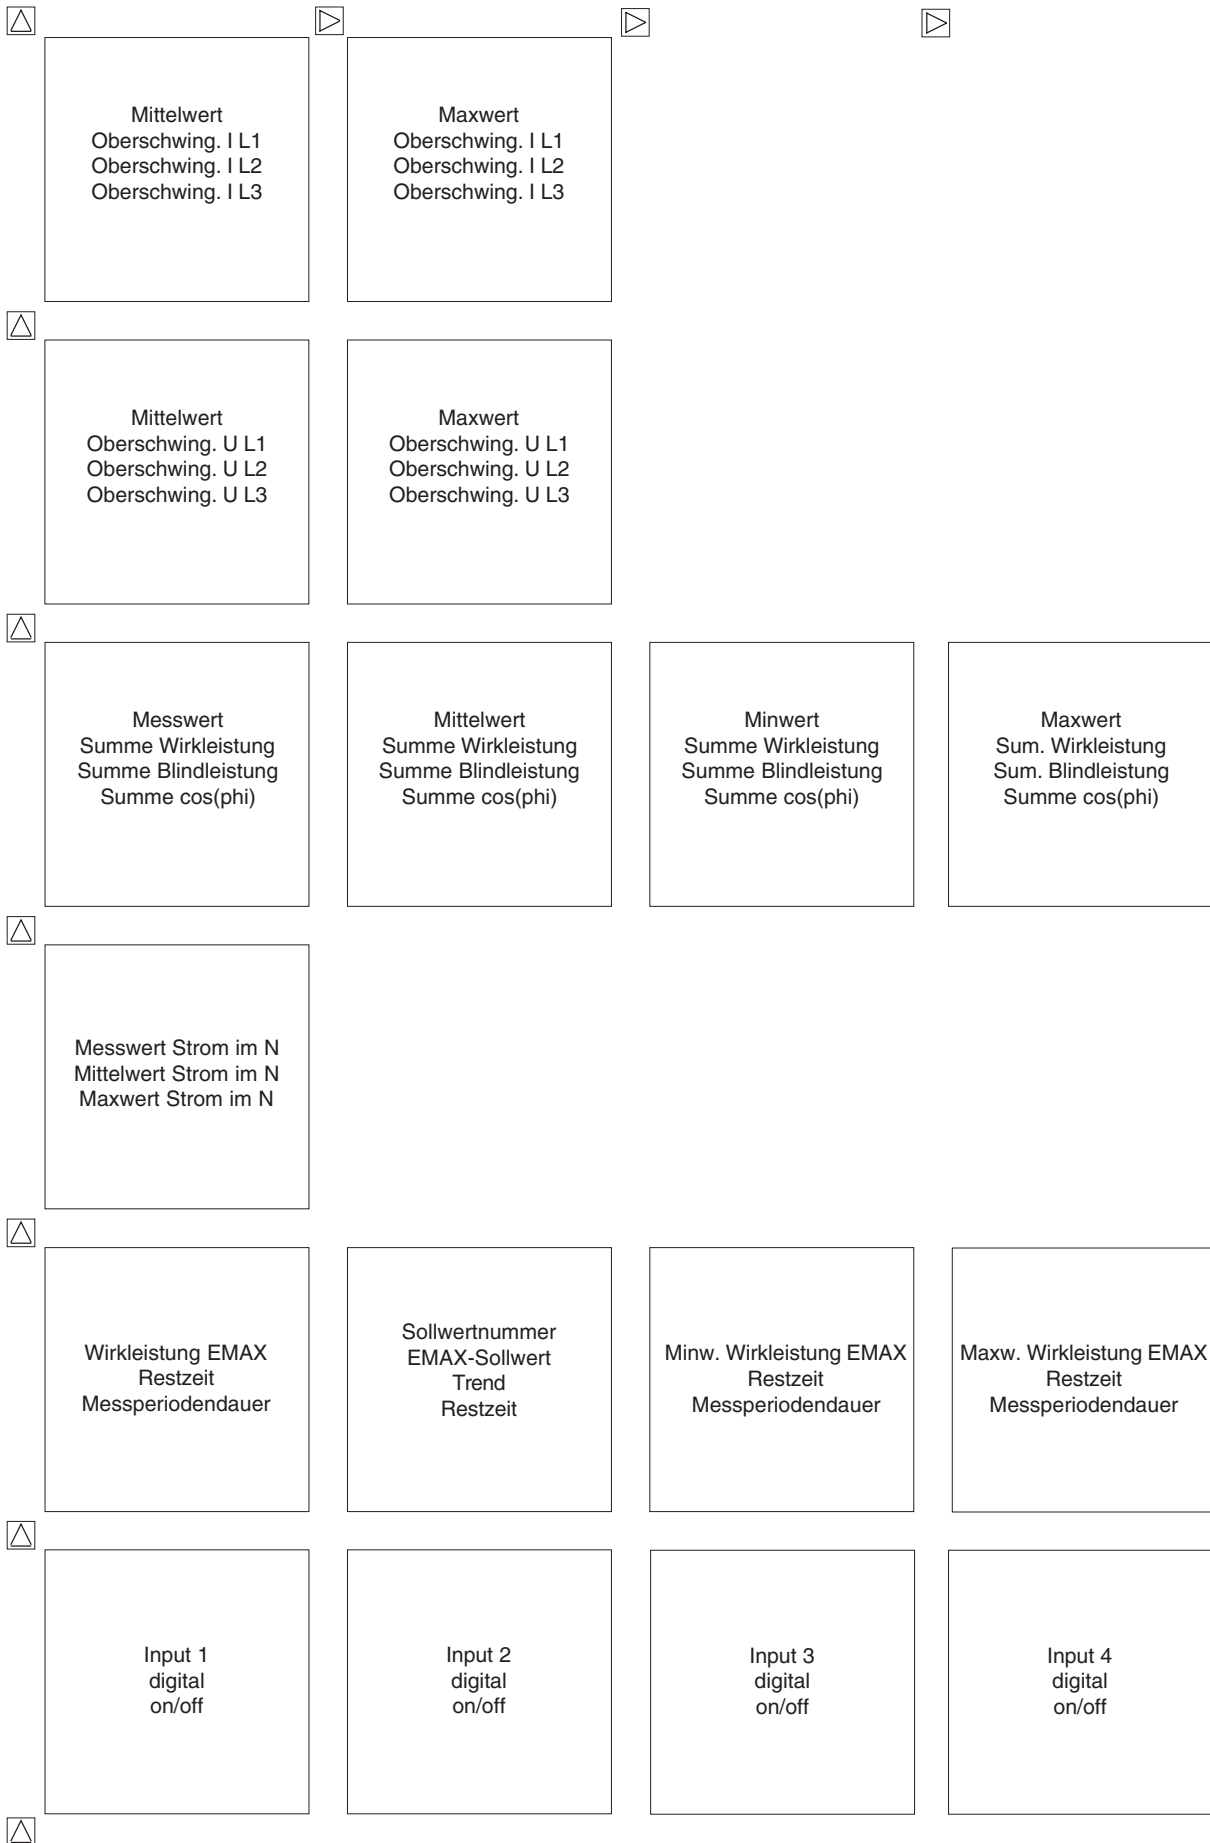 Mittelwert
Oberschwing. I L1
Oberschwing. I L2
Oberschwing. I L3
Maxwert
Oberschwing. I L1
Oberschwing. I L2
Oberschwing. I L3
Mittelwert
Oberschwing. U L1
Oberschwing. U L2
Oberschwing. U L3
Maxwert
Oberschwing. U L1
Oberschwing. U L2
Oberschwing. U L3
Messwert
Summe Wirkleistung
Summe Blindleistung
Summe cos(phi)
Mittelwert
Summe Wirkleistung
Summe Blindleistung
Summe cos(phi)
Minwert
Summe Wirkleistung
Summe Blindleistung
Summe cos(phi)
Maxwert
Sum. Wirkleistung
Sum. Blindleistung
Summe cos(phi)
Messwert Strom im N
Mittelwert Strom im N
Maxwert Strom im N
Wirkleistung EMAX
Restzeit
Messperiodendauer
Sollwertnummer
EMAX-Sollwert
Trend
Restzeit
Minw. Wirkleistung EMAX
Restzeit
Messperiodendauer
Maxw. Wirkleistung EMAX
Restzeit
Messperiodendauer
Input 1
digital
on/off
Input 2
digital
on/off
Input 3
digital
on/off
Input 4
digital
on/off